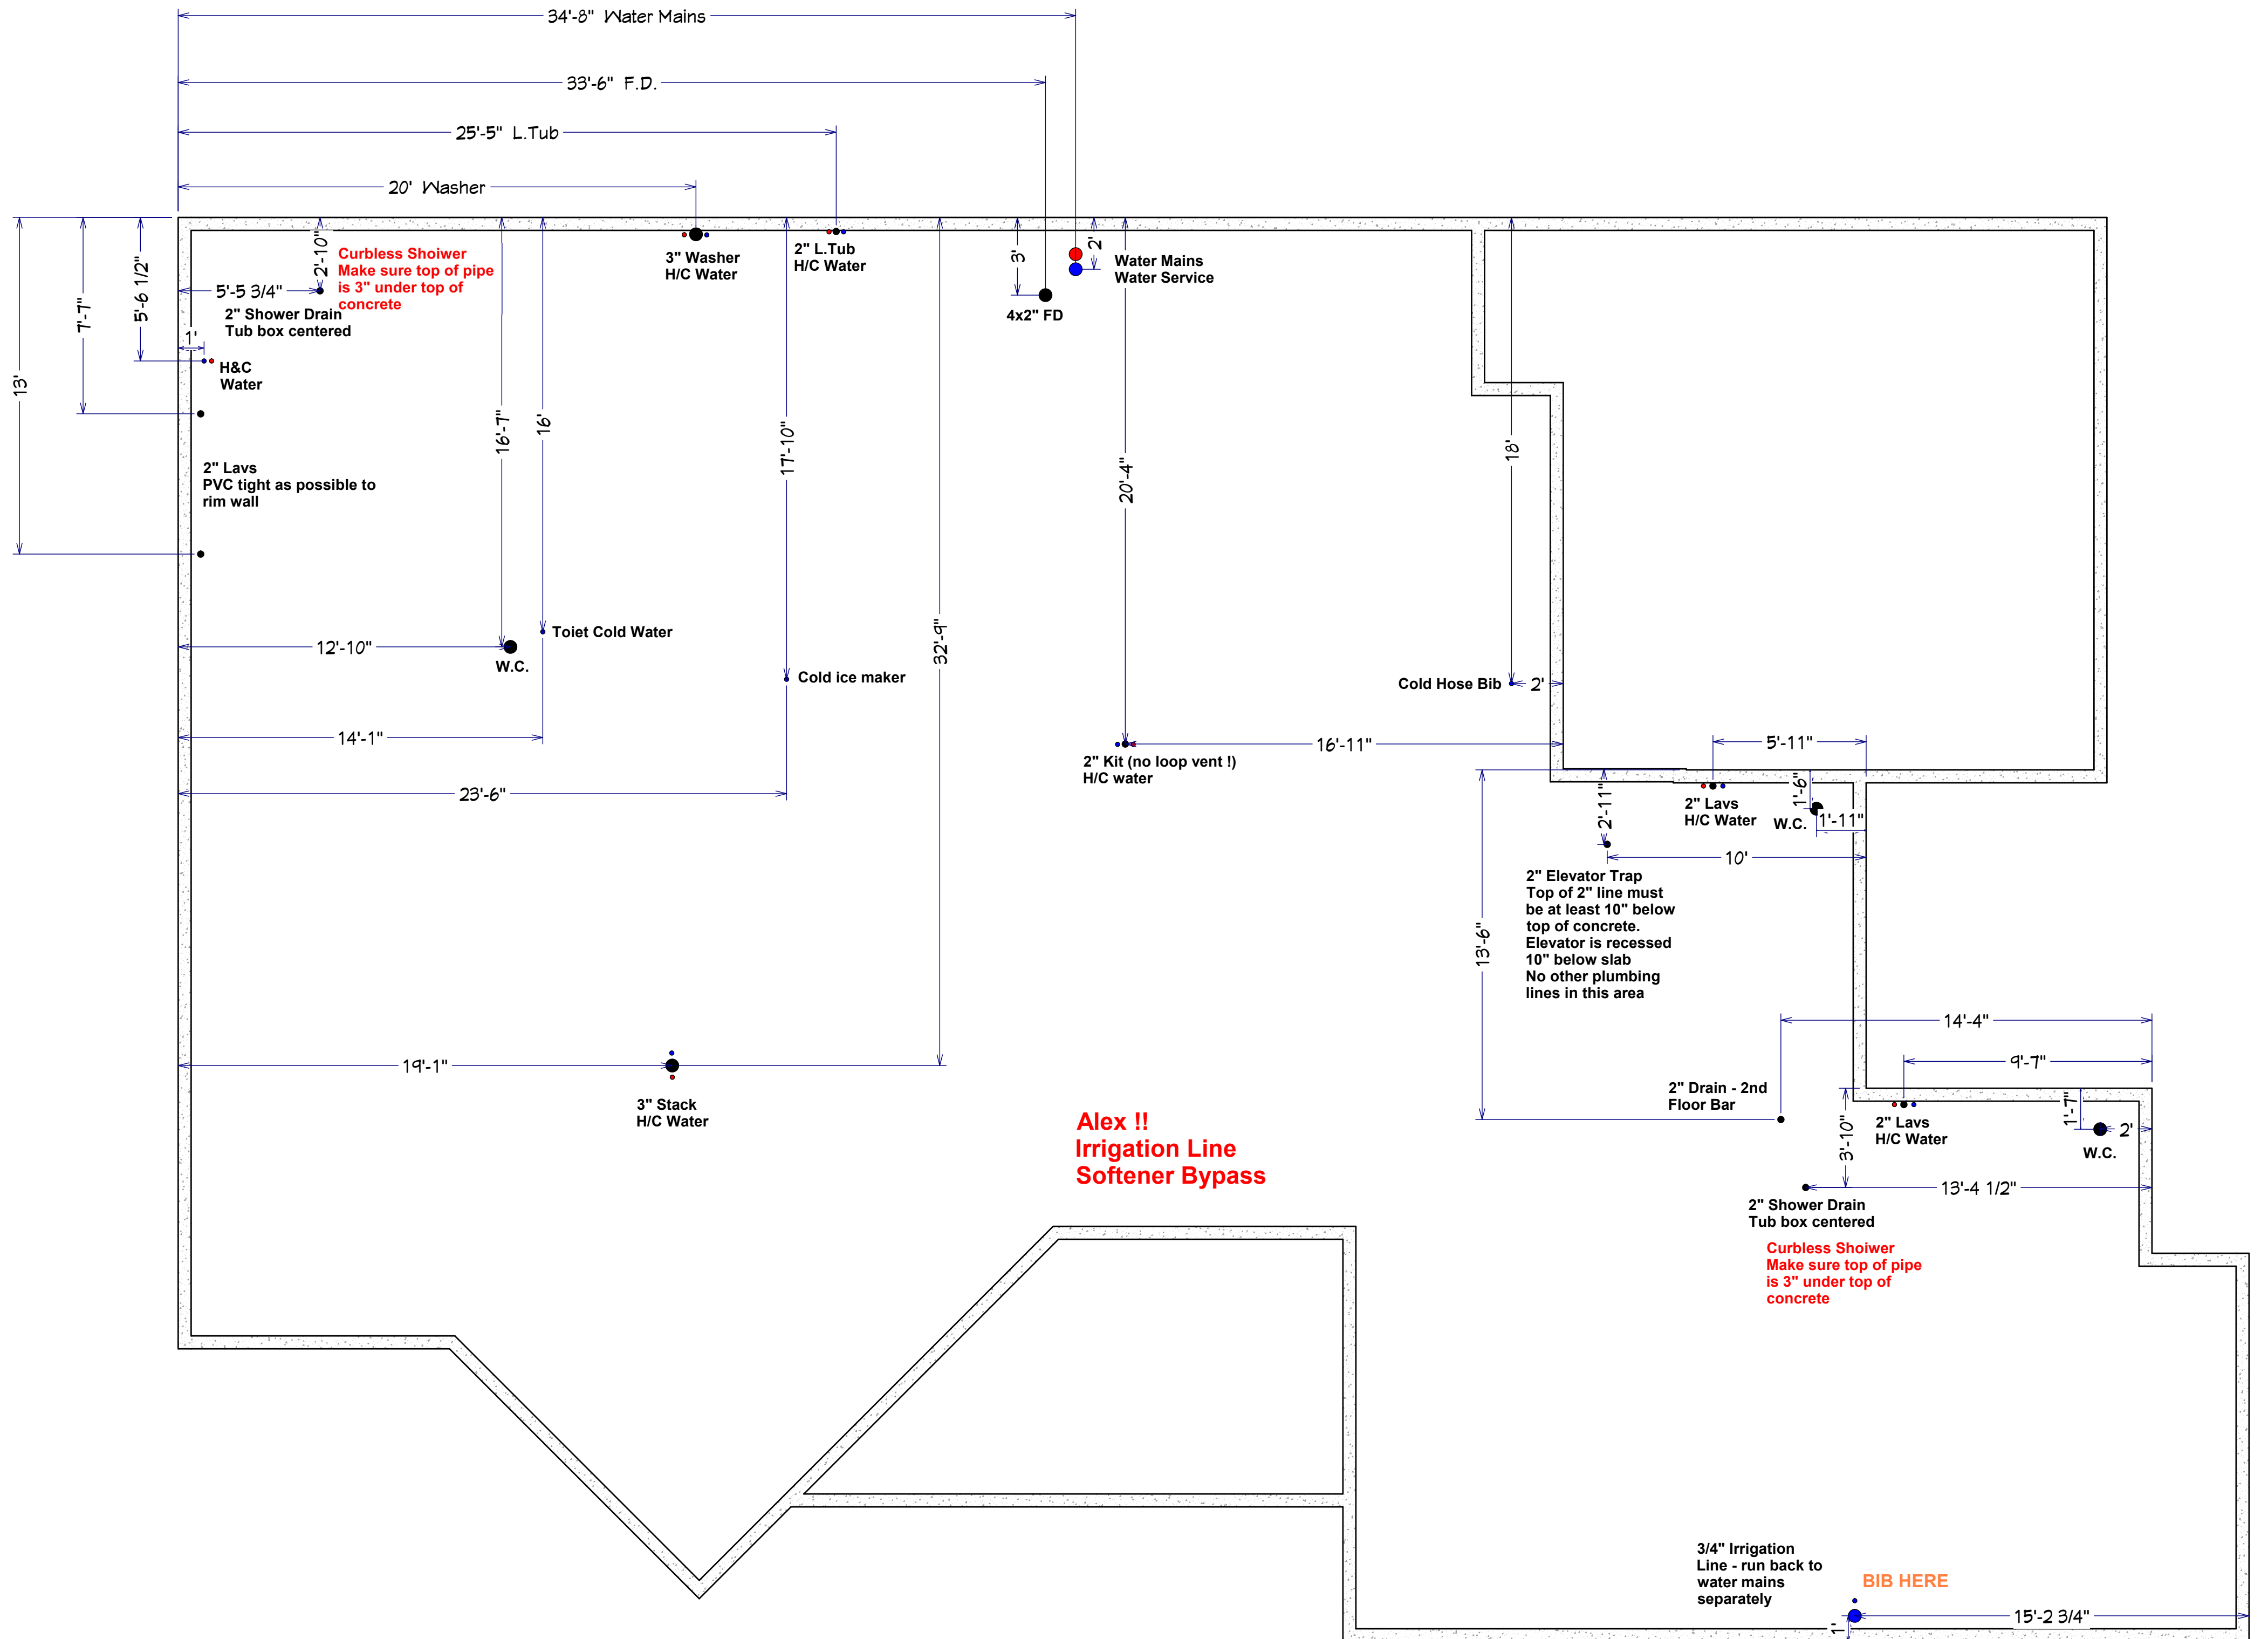 34'-8" Water Mains
33'-6" F.D.
25'-5" L.Tub
20' Washer
13'
7'-7"
5'-6 1/2"
2'-10"
Curbless Shoiwer
Make sure top of pipe
is 3" under top of
concrete
5'-5 3/4"
2" Shower Drain
Tub box centered
1'
H&C
Water
3" Washer
H/C Water
2" L.Tub
H/C Water
3'
2'
Water Mains
Water Service
4x2" FD
2" Lavs
PVC tight as possible to
rim wall
16'-7"
16'
17'-10"
20'-4"
18'
12'-10"
W.C.
Toiet Cold Water
Cold ice maker
32'-9"
Cold Hose Bib
2'
14'-1"
23'-6"
2" Kit (no loop vent !)
H/C water
16'-11"
5'-11"
2'-11"
1'-6"
2" Lavs
H/C Water
W.C.
1'-11"
10'
2" Elevator Trap
Top of 2" line must
be at least 10" below
top of concrete.
Elevator is recessed
10" below slab
No other plumbing
lines in this area
13'-6"
14'-4"
9'-7"
19'-1"
3" Stack
H/C Water
2" Drain - 2nd
Floor Bar
3'-10"
2" Lavs
H/C Water
1'-7"
2'
W.C.
Alex !!
Irrigation Line
Softener Bypass
13'-4 1/2"
2" Shower Drain
Tub box centered
Curbless Shoiwer
Make sure top of pipe
is 3" under top of
concrete
3/4" Irrigation
Line - run back to
water mains
separately
BIB HERE
15'-2 3/4"
1'